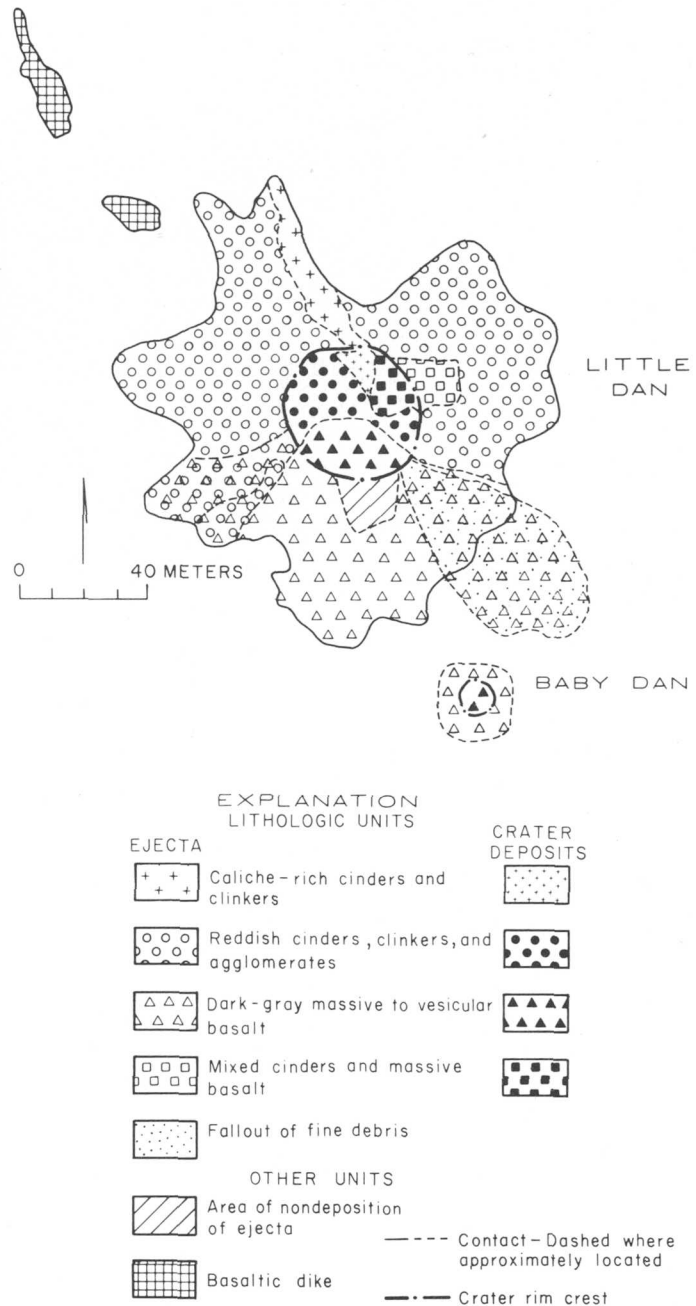 LITTLE
DAN
0 40 METERS
BABY DAN
EXPLANATION
LITHOLOGIC UNITS
EJECTA
CRATER
DEPOSITS
Caliche-rich cinders and
clinkers
Reddish cinders, clinkers, and
agglomerates
Dark-gray massive to vesicular
basalt
Mixed cinders and massive
basalt
Fallout of fine debris
OTHER UNITS
Area of nondeposition
of ejecta
Basaltic dike
Contact-Dashed where
approximately located
Crater rim crest